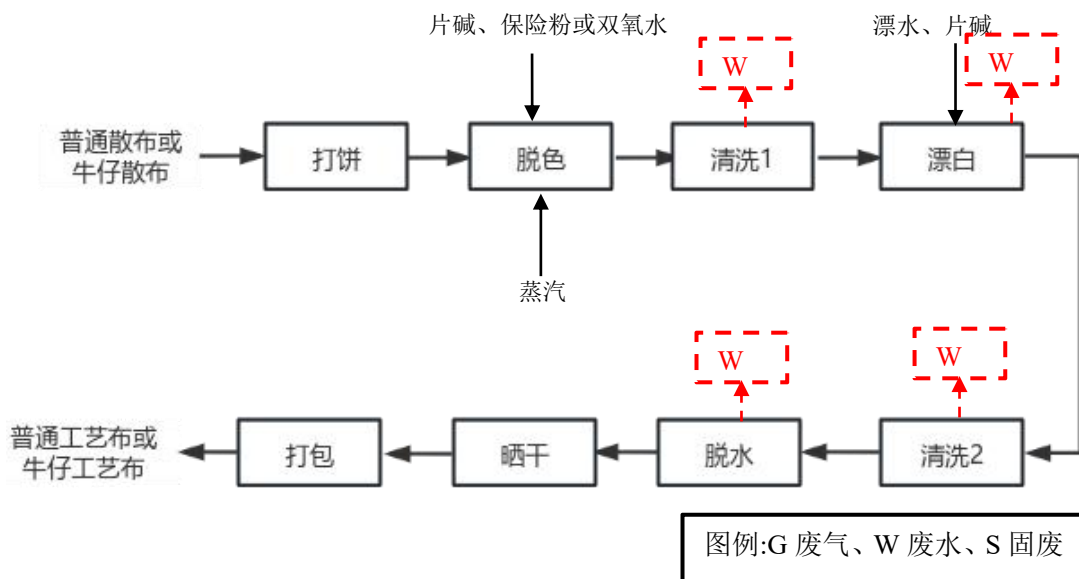 片碱、保险粉或双氧水
漂水、片碱
W
W
普通散布或
牛仔散布
打饼
脱色
清洗1
漂白
蒸汽
W
W
普通工艺布或
牛仔工艺布
打包
晒干
脱水
清洗2
图例:G 废气、W 废水、S 固废